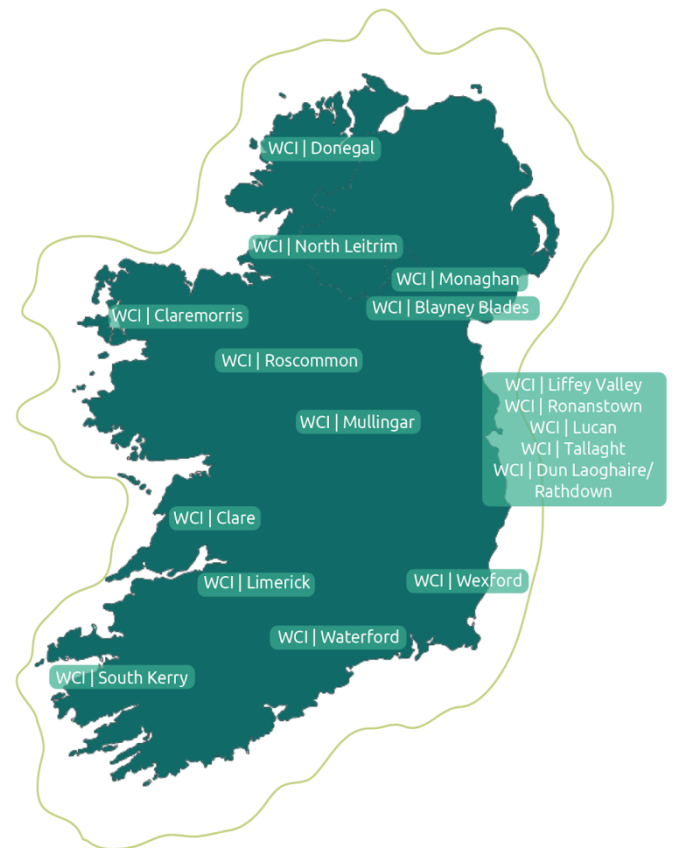 WCI | Donegal
WCI | North Leitrim
WCI | Monaghan
WCI | Blayney Blades
WCI | Claremorris
WCI | Roscommon
WCI | Liffey Valley
WCI | Ronanstown
WCI | Lucan
WCI | Tallaght
WCI | Dun Laoghaire/
Rathdown
WCI | Mullingar
WCI | Clare
WCI | Limerick
WCI | Wexford
WCI | Waterford
WCI | South Kerry